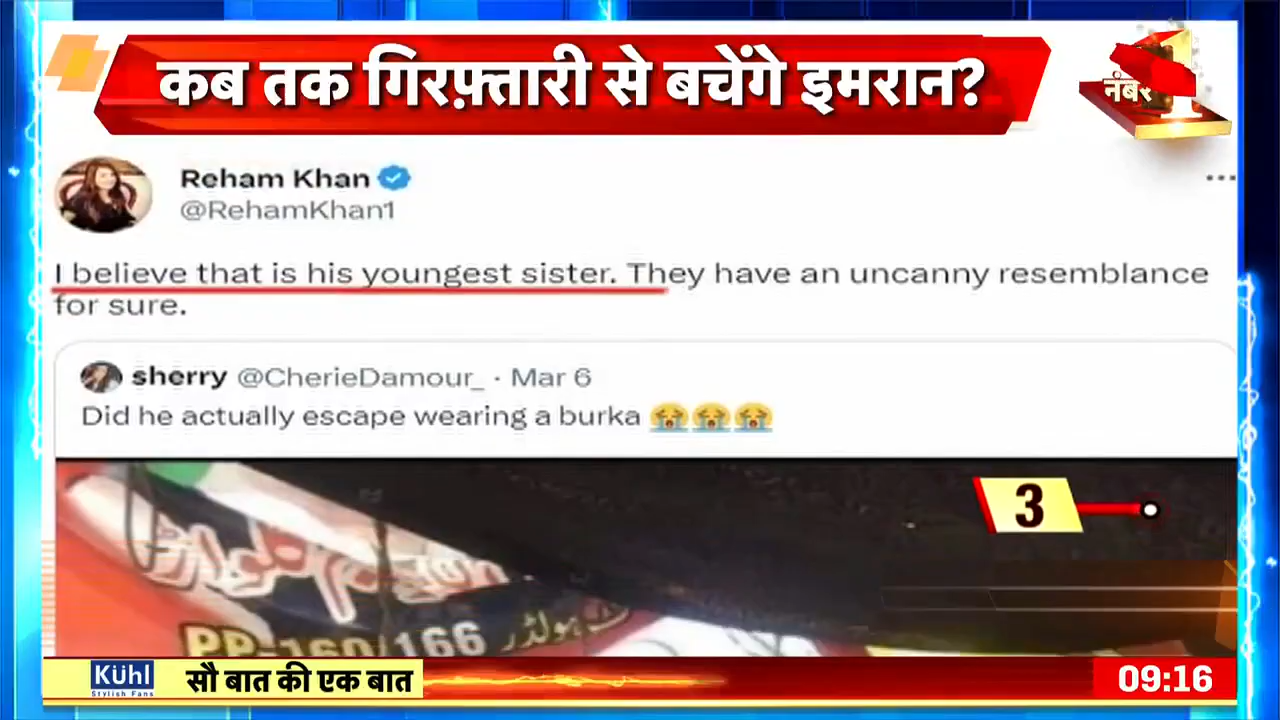 कब तक गिरफ़्तारी से बचेंगे इमरान?
नंबर 1
Reham Khan
@RehamKhan1
I believe that is his youngest sister. They have an uncanny resemblance
for sure.
sherry @CherieDamour_ · Mar 6
Did he actually escape wearing a burka 😭😭😭
3
PP-160/166
ہولڈر
Kühl
Stylish Fans
सौ बात की एक बात
09:16